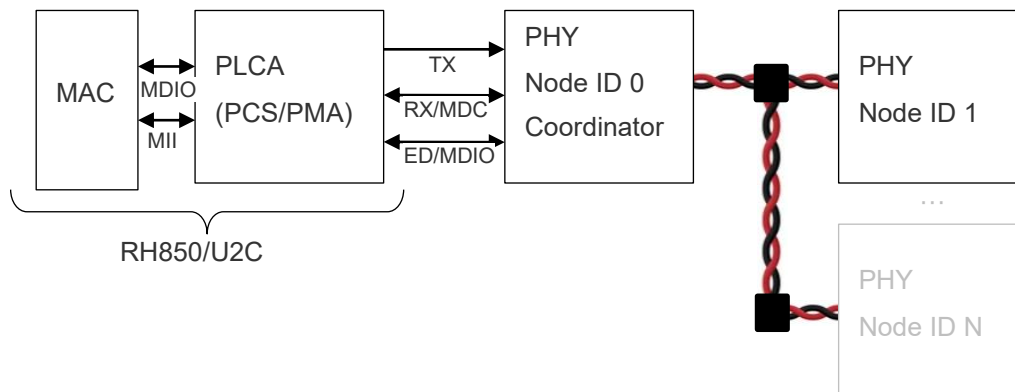 MAC
MDIO
MII
PLCA
(PCS/PMA)
TX
RX/MDC
ED/MDIO
PHY
Node ID 0
Coordinator
PHY
Node ID 1
...
PHY
Node ID N
RH850/U2C